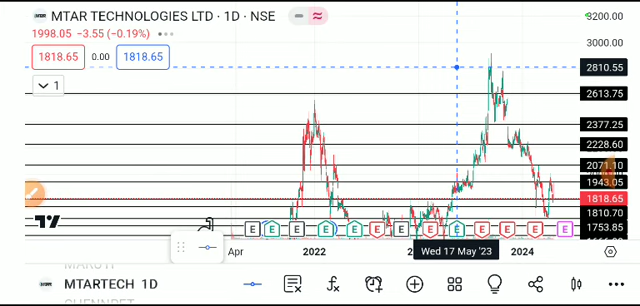 MTAR TECHNOLOGIES LTD · 1D · NSE
1998.05 −3.55 (−0.19%)
1818.65 0.00 1818.65
1
3200.00
3000.00
2810.55
2613.75
2377.25
2228.60
2071.10
1943.05
1818.65
1810.70
1753.85
E E E E E E E E E E E E E
Apr 2022 Wed 17 May '23 2024
MTARTECH 1D